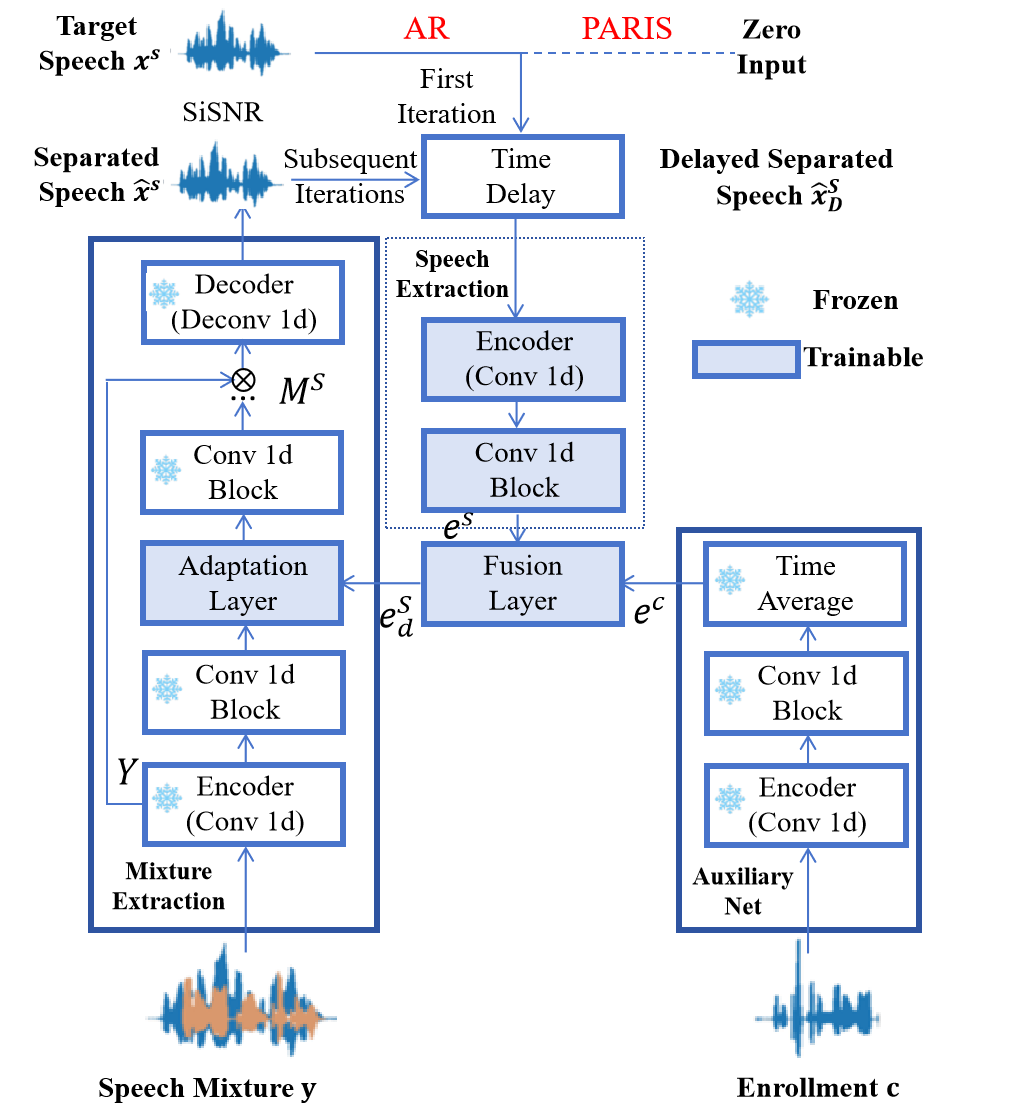 Target
Speech xˢ
AR
PARIS
Zero
Input
First
Iteration
SiSNR
Separated
Speech x̂ˢ
Subsequent
Iterations
Time
Delay
Delayed Separated
Speech x̂_D^S
Speech
Extraction
Decoder
(Deconv 1d)
Encoder
(Conv 1d)
Frozen
Trainable
...
M^S
Conv 1d
Block
Conv 1d
Block
e^s
Adaptation
Layer
Fusion
Layer
Time
Average
e_d^S
e^c
Conv 1d
Block
Conv 1d
Block
Y
Encoder
(Conv 1d)
Encoder
(Conv 1d)
Mixture
Extraction
Auxiliary
Net
Speech Mixture y
Enrollment c